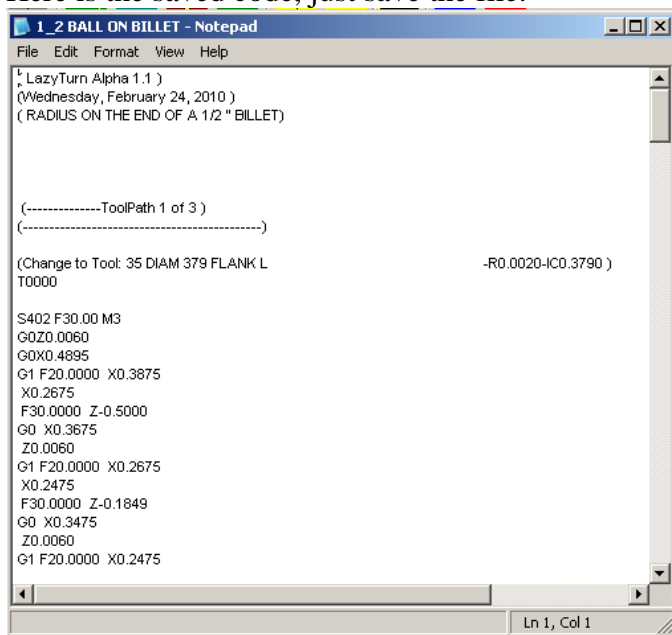 Here is the saved code, just save the file.
1_2 BALL ON BILLET - Notepad
File Edit Format View Help
( LazyTurn Alpha 1.1 )
(Wednesday, February 24, 2010 )
( RADIUS ON THE END OF A 1/2 " BILLET)
(--------------ToolPath 1 of 3 )
(---------------------------------------------)
(Change to Tool: 35 DIAM 379 FLANK L -R0.0020-IC0.3790 )
T0000
S402 F30.00 M3
G0Z0.0060
G0X0.4895
G1 F20.0000 X0.3875
X0.2675
F30.0000 Z-0.5000
G0 X0.3675
Z0.0060
G1 F20.0000 X0.2675
X0.2475
F30.0000 Z-0.1849
G0 X0.3475
Z0.0060
G1 F20.0000 X0.2475
Ln 1, Col 1